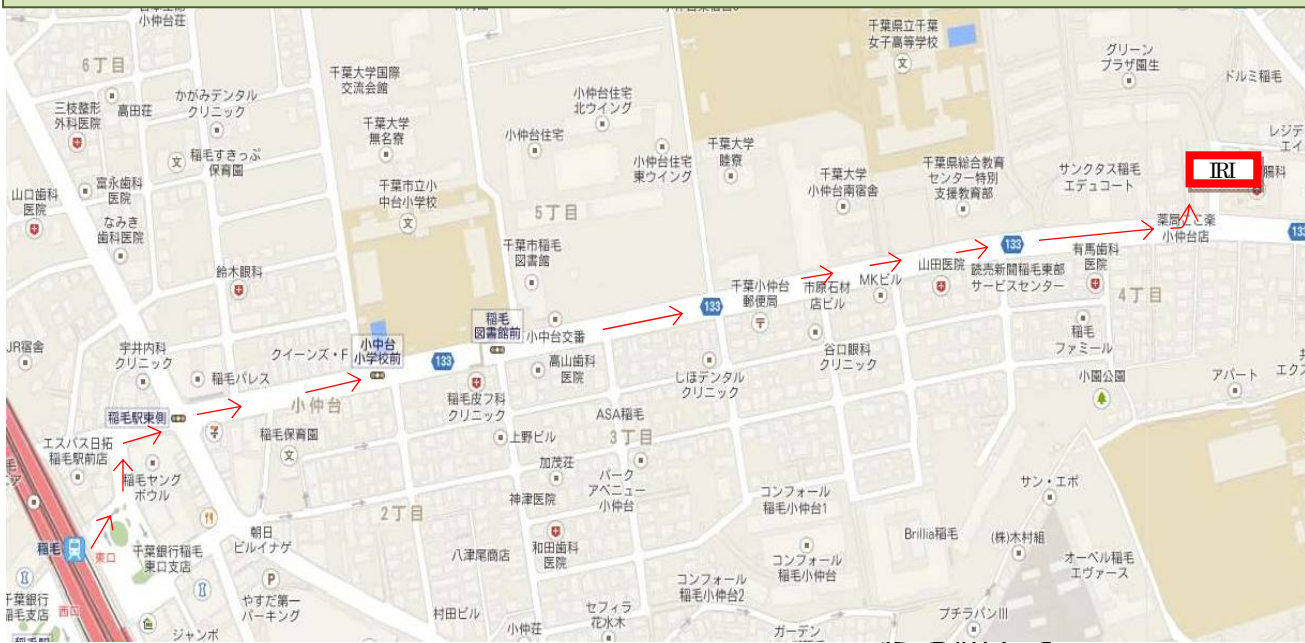 小仲台荘
千葉県立千葉
女子高等学校
グリーン
プラザ園生
6丁目
千葉大学国際
交流会館
ドルミ稲毛
三枝整形
外科医院
高田荘
かがみデンタル
クリニック
小仲台住宅
北ウイング
千葉大学
無名寮
小仲台住宅
千葉大学
睦寮
レジデ
エイ
稲毛すきっぷ
保育園
小仲台住宅
東ウイング
千葉大学
小仲台南宿舎
千葉県総合教育
センター特別
支援教育部
サンクタス稲毛
エデュコート
IRI
腸科
山口歯科
医院
富永歯科
医院
千葉市立小
中台小学校
5丁目
なみき
歯科医院
薬局ここ楽
小仲台店
133
133
千葉市稲毛
図書館
有馬歯科
医院
鈴木眼科
山田医院
読売新聞稲毛東部
サービスセンター
千葉小仲台
郵便局
市原石材
店ビル
MKビル
4丁目
133
稲毛
図書館前
小中台交番
稲毛
ファミール
JR宿舎
宇井内科
クリニック
クイーンズ・F
小中台
小学校前
133
高山歯科
医院
しほデンタル
クリニック
谷口眼科
クリニック
小園公園
アパート
エクス
稲毛パレス
稲毛皮フ科
クリニック
小仲台
稲毛駅東側
ASA稲毛
稲毛保育園
上野ビル
3丁目
エスパス日拓
稲毛駅前店
稲毛ヤング
ボウル
加茂荘
パーク
アベニュー
小仲台
サン・エポ
神津医院
コンフォール
稲毛小仲台1
2丁目
朝日
ビルイナゲ
Brillia稲毛
(株)木村組
稲毛
東口
千葉銀行稲毛
東口支店
八津尾商店
和田歯科
医院
コンフォール
稲毛小仲台
オーベル稲毛
エヴァース
コンフォール
稲毛小仲台2
千葉銀行
稲毛支店
西口
P
やすだ第一
パーキング
村田ビル
セフィラ
花水木
プチラパンIII
ジャンボ
小仲荘
ガーデン